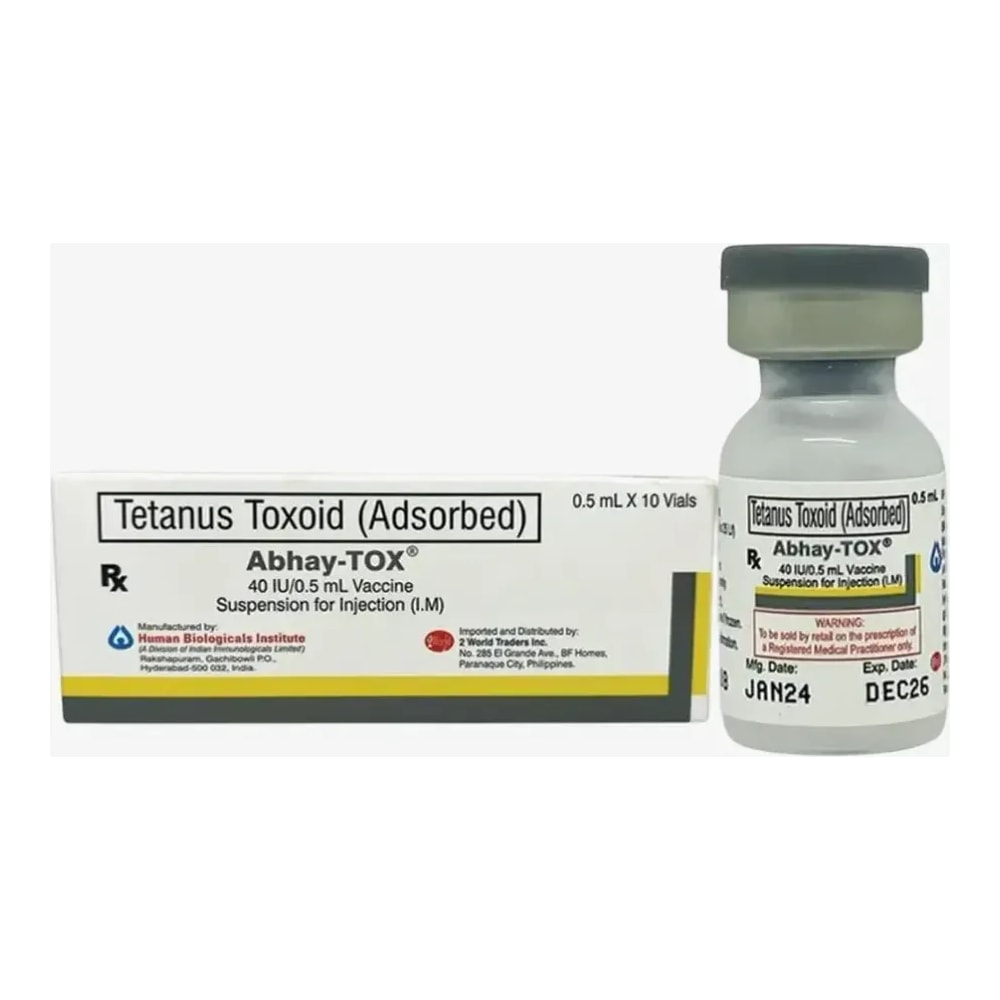 Tetanus Toxoid (Adsorbed)
0.5 mL X 10 Vials
Rx
Abhay-TOX®
40 IU/0.5 mL Vaccine
Suspension for Injection (I.M)
Manufactured by:
Human Biologicals Institute
(A Division of Indian Immunologicals Limited)
Rakshapuram, Gachibowli P.O.,
Hyderabad-500 032, India.
Imported and Distributed by:
2 World Traders Inc.
No. 285 El Grande Ave., BF Homes,
Paranaque City, Philippines.
Tetanus Toxoid (Adsorbed)
0.5 mL
Rx
Abhay-TOX®
40 IU/0.5 mL Vaccine
Suspension for Injection (I.M)
WARNING:
To be sold by retail on the prescription of
a Registered Medical Practitioner only.
Mfg. Date:
Exp. Date:
JAN24
DEC26